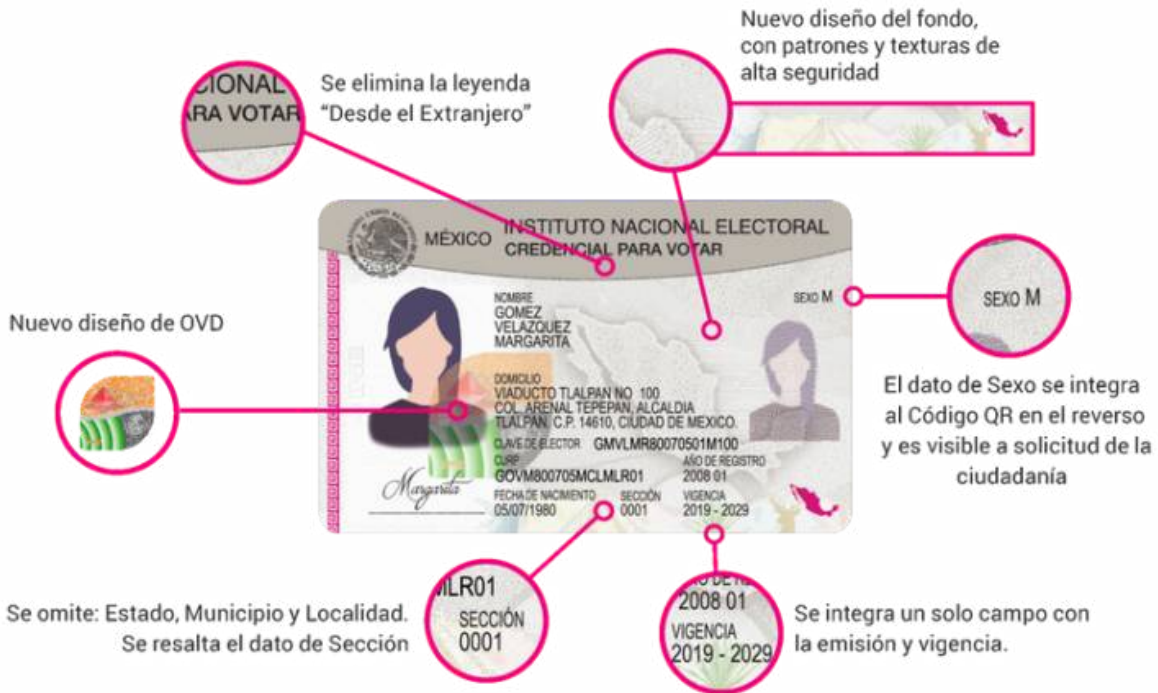 Nuevo diseño del fondo,
con patrones y texturas de
alta seguridad
Se elimina la leyenda
“Desde el Extranjero”
CIONAL
ARA VOTAR
MÉXICO
INSTITUTO NACIONAL ELECTORAL
CREDENCIAL PARA VOTAR
NOMBRE
GOMEZ
VELAZQUEZ
MARGARITA
SEXO M
DOMICILIO
VIADUCTO TLALPAN NO 100
COL. ARENAL TEPEPAN, ALCALDIA
TLALPAN, C.P. 14610, CIUDAD DE MEXICO.
CLAVE DE ELECTOR GMVLMR80070501M100
CURP
GOVM800705MCLMLR01
AÑO DE REGISTRO
2008 01
FECHA DE NACIMIENTO
05/07/1980
SECCIÓN
0001
VIGENCIA
2019 - 2029
Margarita
SEXO M
El dato de Sexo se integra
al Código QR en el reverso
y es visible a solicitud de la
ciudadanía
Nuevo diseño de OVD
Se omite: Estado, Municipio y Localidad.
Se resalta el dato de Sección
MLR01
SECCIÓN
0001
2008 01
VIGENCIA
2019 - 2029
Se integra un solo campo con
la emisión y vigencia.